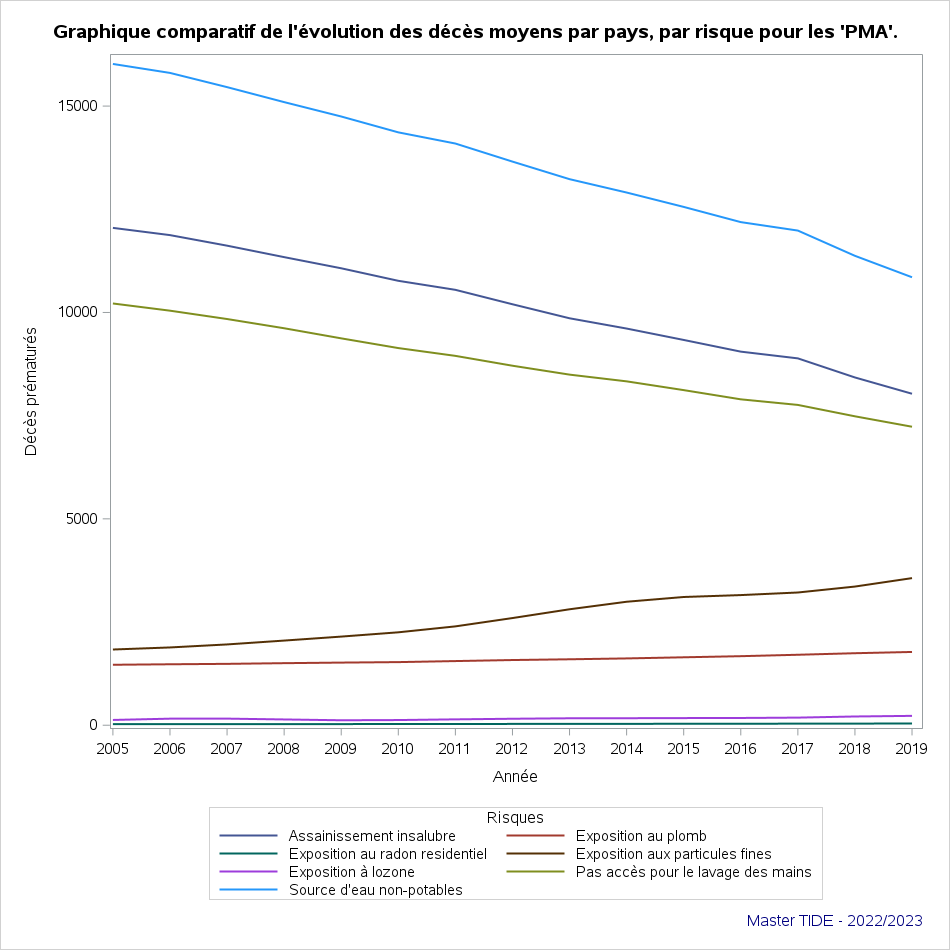 Graphique comparatif de l'évolution des décès moyens par pays, par risque pour les 'PMA'.
15000
10000
5000
0
Décès prématurés
2005 2006 2007 2008 2009 2010 2011 2012 2013 2014 2015 2016 2017 2018 2019
Année
Risques
Assainissement insalubre Exposition au plomb
Exposition au radon residentiel Exposition aux particules fines
Exposition à lozone Pas accès pour le lavage des mains
Source d'eau non-potables
Master TIDE - 2022/2023